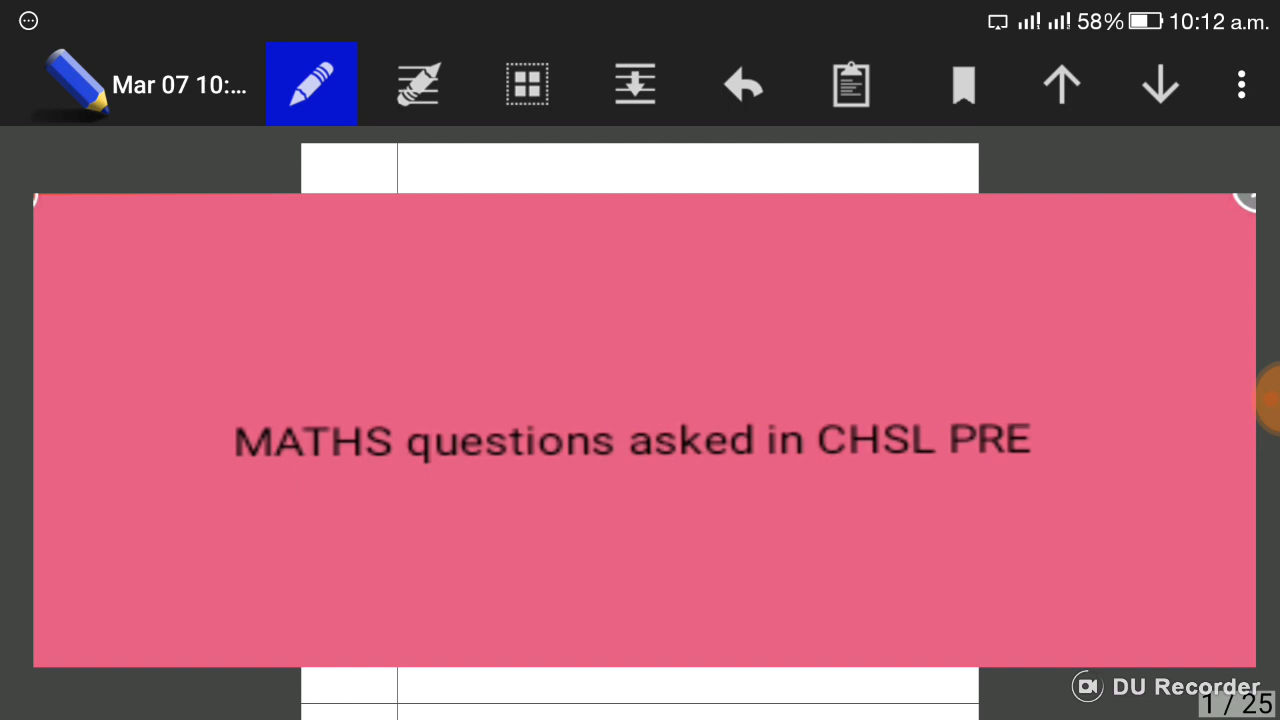 58% 10:12 a.m.
Mar 07 10:...
MATHS questions asked in CHSL PRE
DU Recorder
1 / 25